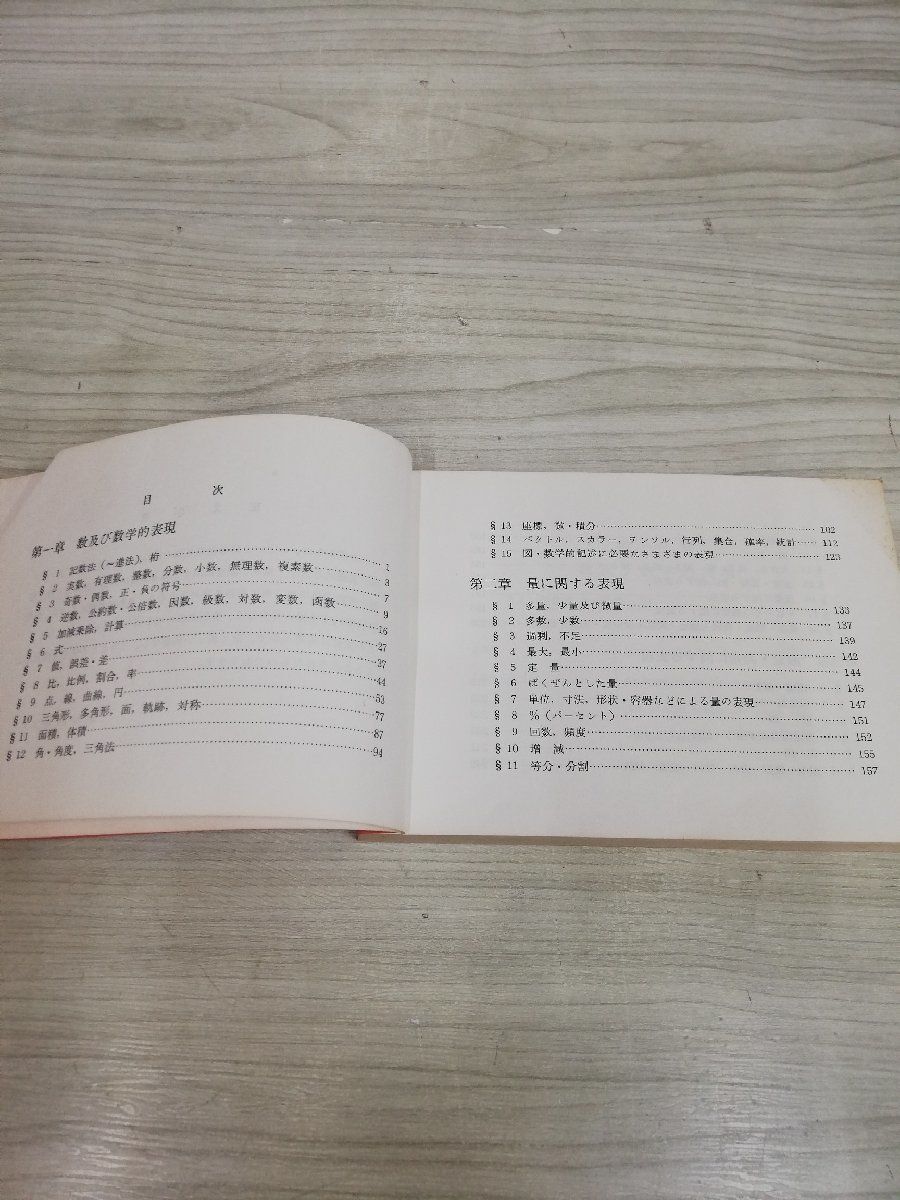 目 次
第一章 数及び数学的表現
§ 1 記数法(～進法), 桁 1
§ 2 実数, 有理数, 整数, 分数, 小数, 無理数, 複素数 3
§ 3 奇数・偶数, 正・負の符号 7
§ 4 逆数, 公約数・公倍数, 因数, 級数, 対数, 変数, 函数 9
§ 5 加減乗除, 計算 16
§ 6 式 27
§ 7 値, 誤差・差 37
§ 8 比, 比例, 割合, 率 44
§ 9 点, 線, 曲線, 円 53
§10 三角形, 多角形, 面, 軌跡, 対称 77
§11 面積, 体積 87
§12 角・角度, 三角法 94
§ 13 座標, 微・積分 102
§ 14 ベクトル, スカラー, テンソル, 行列, 集合, 確率, 統計 112
§ 15 図・数学的記述に必要なさまざまの表現 123
第二章 量に関する表現
§ 1 多量, 少量及び微量 133
§ 2 多数, 少数 137
§ 3 過剰, 不足 139
§ 4 最大, 最小 142
§ 5 定 量 144
§ 6 ばくぜんとした量 145
§ 7 単位, 寸法, 形状・容器などによる量の表現 147
§ 8 %(パーセント) 151
§ 9 回数, 頻度 152
§ 10 増 減 155
§ 11 等分・分割 157